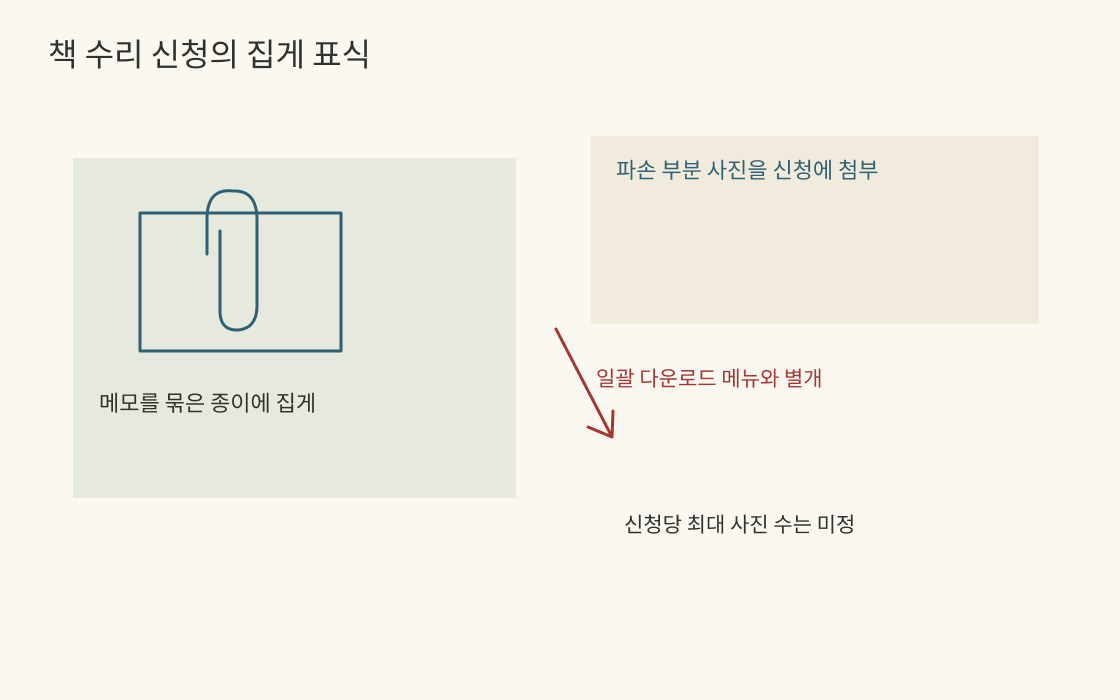 책 수리 신청의 집게 표식
메모를 묶은 종이에 집게
파손 부분 사진을 신청에 첨부
일괄 다운로드 메뉴와 별개
신청당 최대 사진 수는 미정